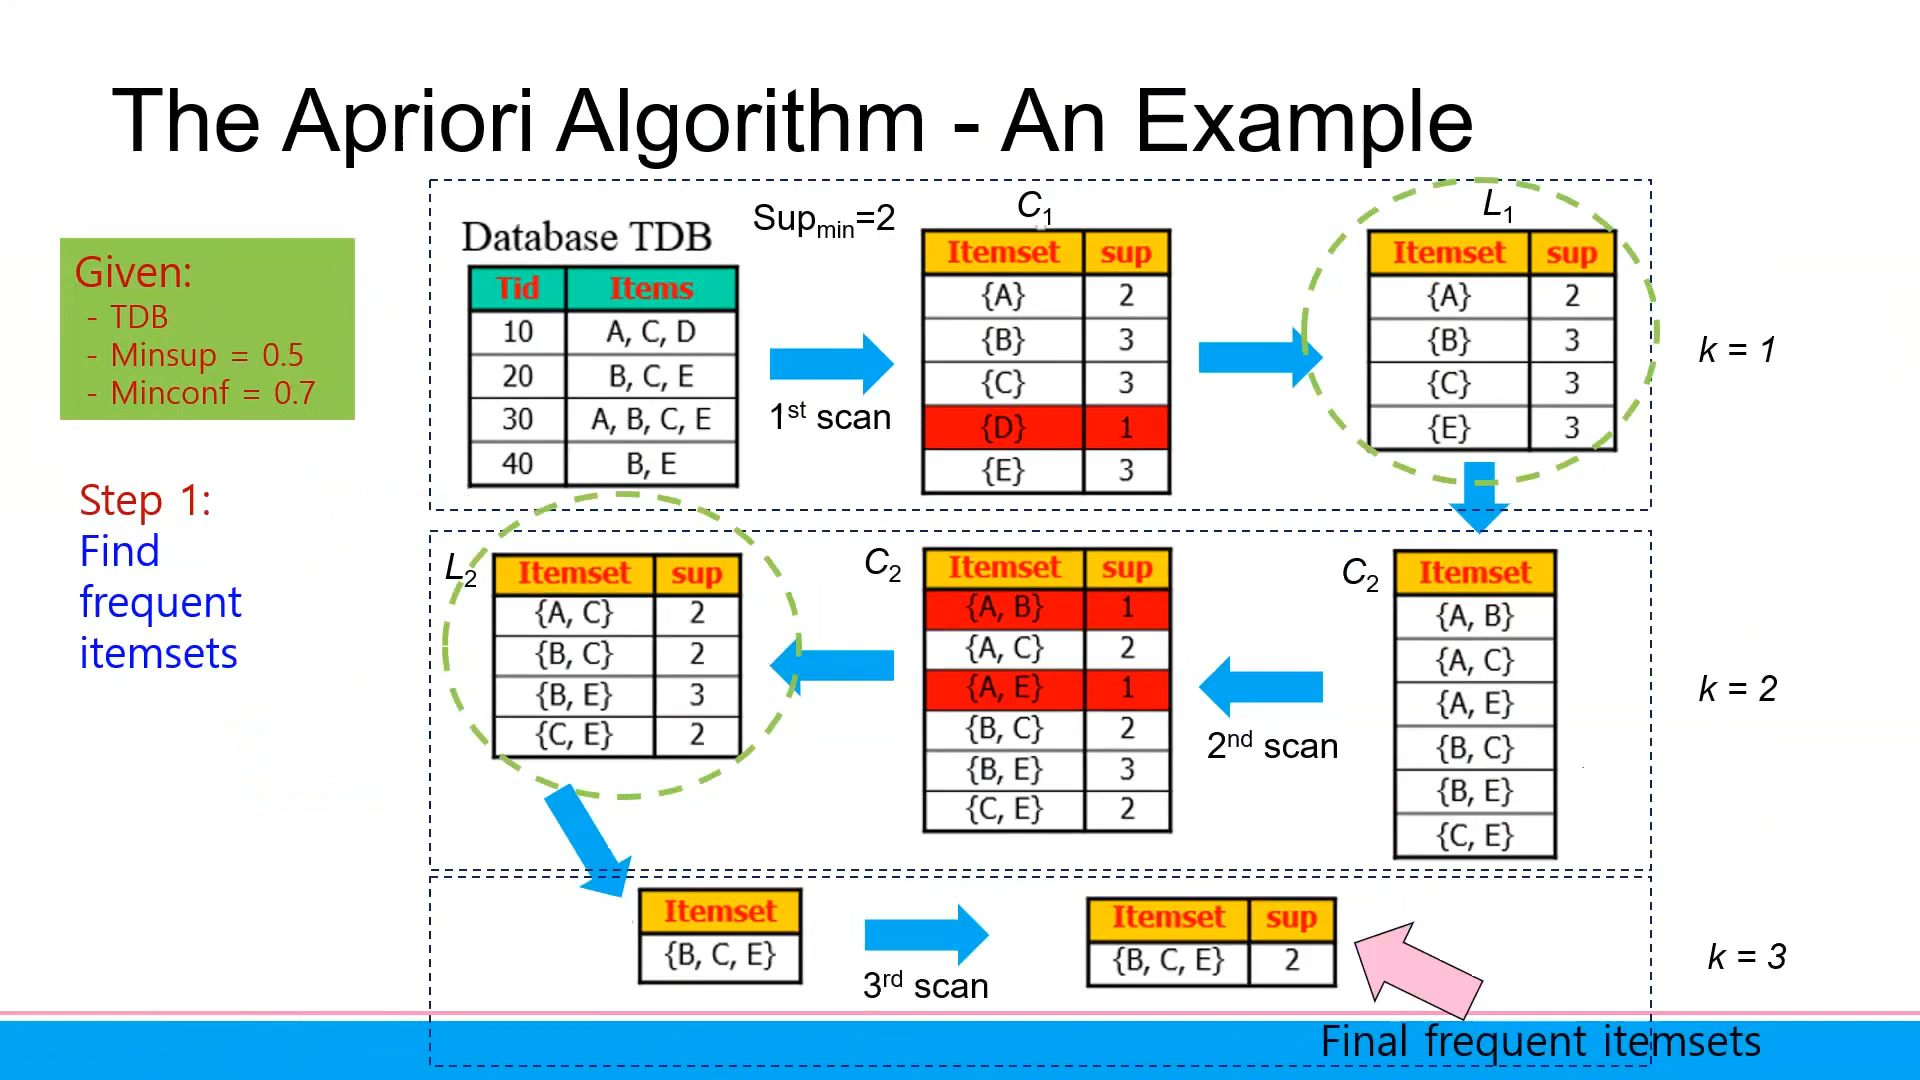 The Apriori Algorithm - An Example
Given:
- TDB
- Minsup = 0.5
- Minconf = 0.7
Step 1:
Find
frequent
itemsets
Database TDB
Tid Items
10 A, C, D
20 B, C, E
30 A, B, C, E
40 B, E
Supmin=2
1st scan
C1
Itemset sup
{A} 2
{B} 3
{C} 3
{D} 1
{E} 3
L1
Itemset sup
{A} 2
{B} 3
{C} 3
{E} 3
k = 1
C2
Itemset
{A, B}
{A, C}
{A, E}
{B, C}
{B, E}
{C, E}
2nd scan
C2
Itemset sup
{A, B} 1
{A, C} 2
{A, E} 1
{B, C} 2
{B, E} 3
{C, E} 2
L2
Itemset sup
{A, C} 2
{B, C} 2
{B, E} 3
{C, E} 2
k = 2
Itemset
{B, C, E}
3rd scan
Itemset sup
{B, C, E} 2
k = 3
Final frequent itemsets